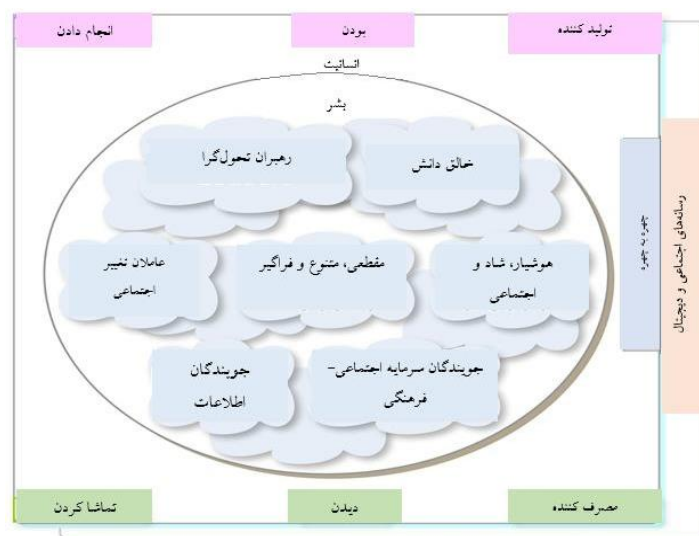 تولید کننده
بودن
انجام دادن
انسانیت
بشر
خالق دانش
رهبران تحول‌گرا
هوشیار، شاد و
اجتماعی
مقطعی، متنوع و فراگیر
عاملان تغییر
اجتماعی
جویندگان سرمایه اجتماعی-
فرهنگی
جویندگان
اطلاعات
چهره به چهره
رسانه‌های اجتماعی و دیجیتال
مصرف کننده
دیدن
تماشا کردن